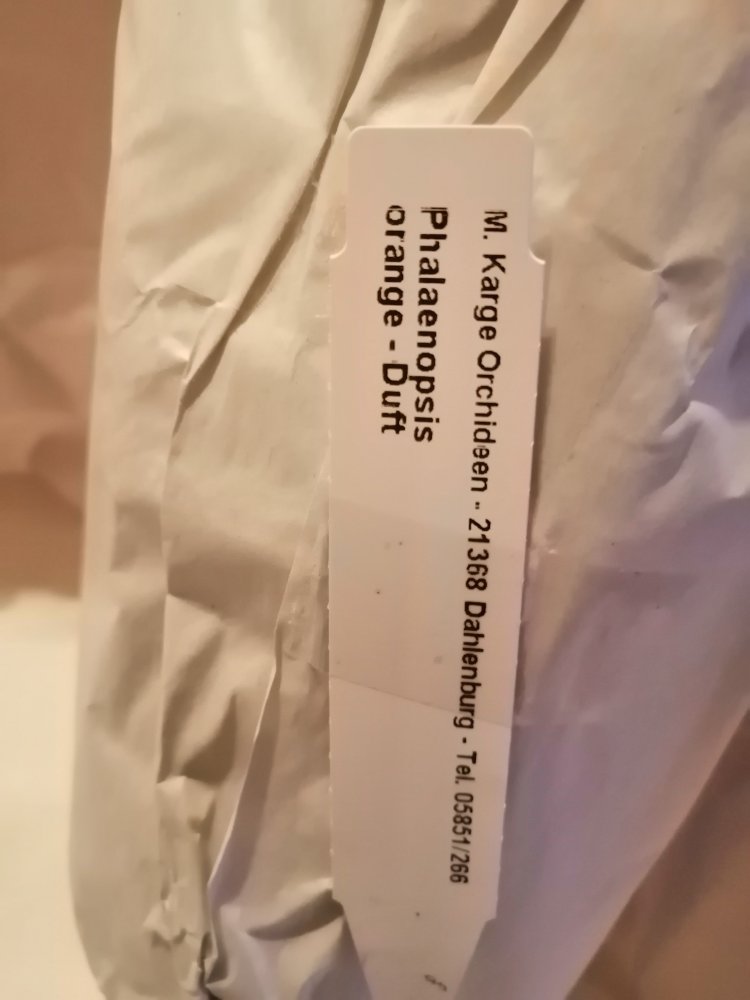 M. Karge Orchideen - 21368 Dahlenburg - Tel. 05851/266
Phalaenopsis
orange - Duft